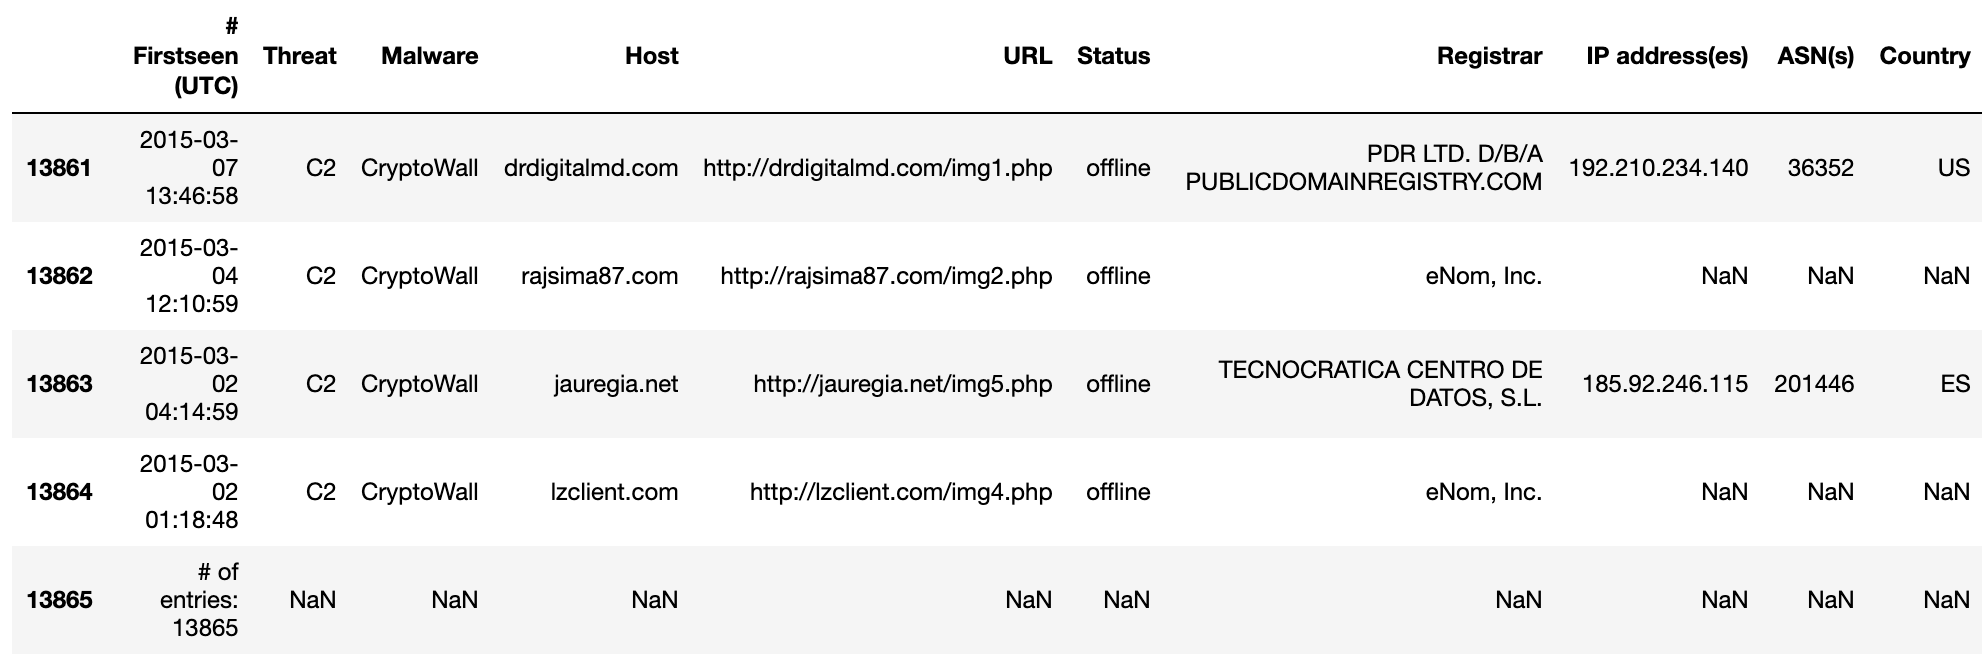 # Firstseen (UTC) Threat Malware Host URL Status Registrar IP address(es) ASN(s) Country
13861 2015-03-07 13:46:58 C2 CryptoWall drdigitalmd.com http://drdigitalmd.com/img1.php offline PDR LTD. D/B/A PUBLICDOMAINREGISTRY.COM 192.210.234.140 36352 US
13862 2015-03-04 12:10:59 C2 CryptoWall rajsima87.com http://rajsima87.com/img2.php offline eNom, Inc. NaN NaN NaN
13863 2015-03-02 04:14:59 C2 CryptoWall jauregia.net http://jauregia.net/img5.php offline TECNOCRATICA CENTRO DE DATOS, S.L. 185.92.246.115 201446 ES
13864 2015-03-02 01:18:48 C2 CryptoWall lzclient.com http://lzclient.com/img4.php offline eNom, Inc. NaN NaN NaN
13865 # of entries: 13865 NaN NaN NaN NaN NaN NaN NaN NaN NaN